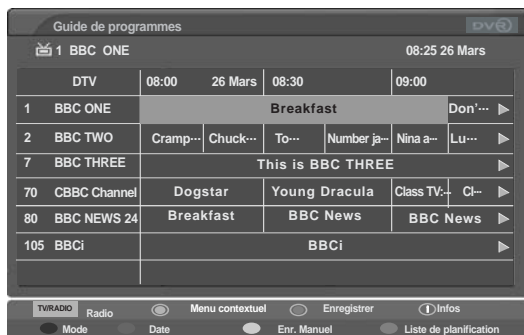 Guide de programmes DVR
1 BBC ONE 08:25 26 Mars
DTV 08:00 26 Mars 08:30 09:00
1 BBC ONE Breakfast Don'···
2 BBC TWO Cramp··· Chuck··· To··· Number ja··· Nina a··· Lu···
7 BBC THREE This is BBC THREE
70 CBBC Channel Dogstar Young Dracula Class TV:·· Cl···
80 BBC NEWS 24 Breakfast BBC News BBC News
105 BBCi BBCi
TV/RADIO Radio Menu contextuel Enregistrer Infos
Mode Date Enr. Manuel Liste de planification